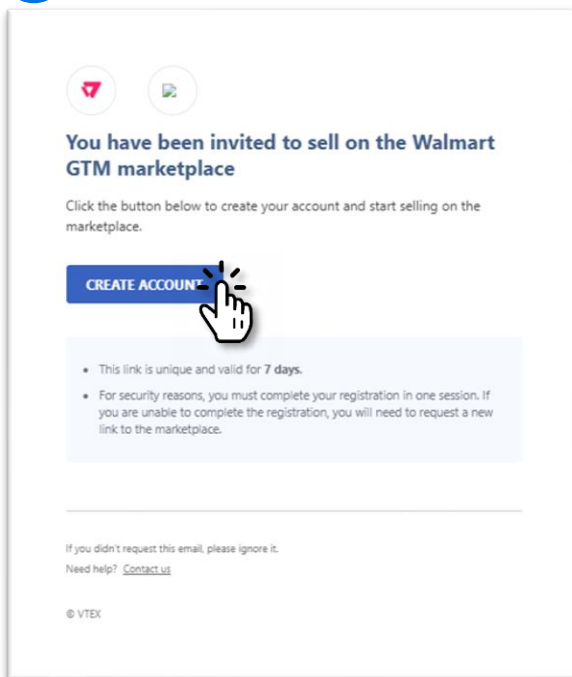 You have been invited to sell on the Walmart
GTM marketplace
Click the button below to create your account and start selling on the
marketplace.
CREATE ACCOUNT
• This link is unique and valid for 7 days.
• For security reasons, you must complete your registration in one session. If
you are unable to complete the registration, you will need to request a new
link to the marketplace.
If you didn't request this email, please ignore it.
Need help? Contact us
© VTEX